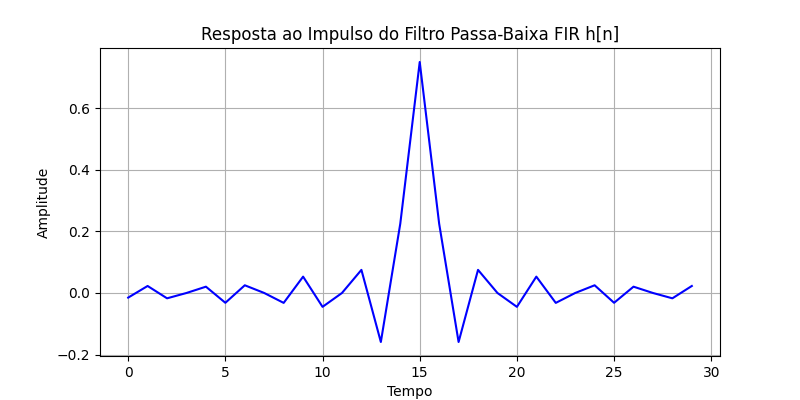 Resposta ao Impulso do Filtro Passa-Baixa FIR h[n]
Amplitude
0.6
0.4
0.2
0.0
−0.2
0 5 10 15 20 25 30
Tempo